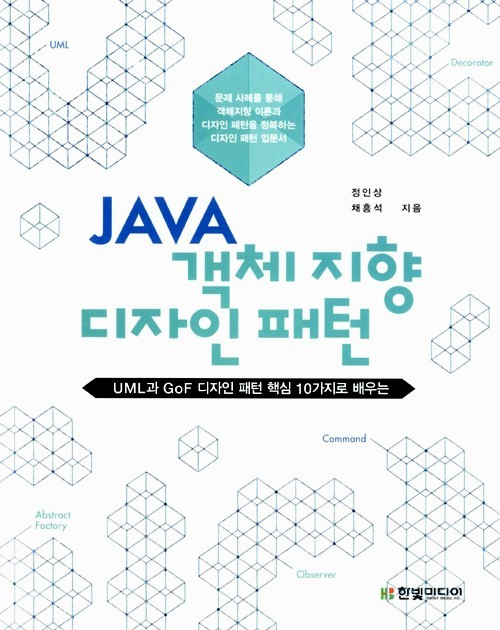 UML
Decorator
문제 사례를 통해
객체지향 이론과
디자인 패턴을 정복하는
디자인 패턴 입문서
정인상
채흥석 지음
JAVA
객체 지향
디자인 패턴
UML과 GoF 디자인 패턴 핵심 10가지로 배우는
Command
Abstract
Factory
Observer
HB 한빛미디어
Hanbit Media, Inc.